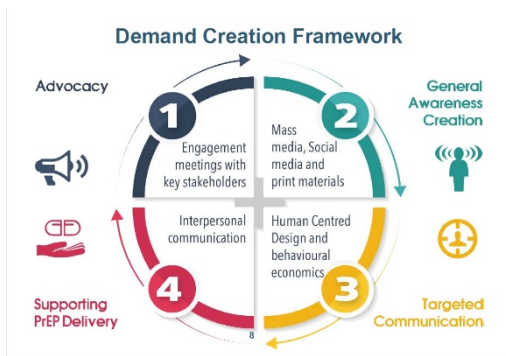 Demand Creation Framework
Advocacy
1
Engagement
meetings with
key stakeholders
2
Mass
media, Social
media and
print materials
General
Awareness
Creation
Interpersonal
communication
4
Supporting
PrEP Delivery
Human Centred
Design and
behavioural
economics
3
Targeted
Communication
8